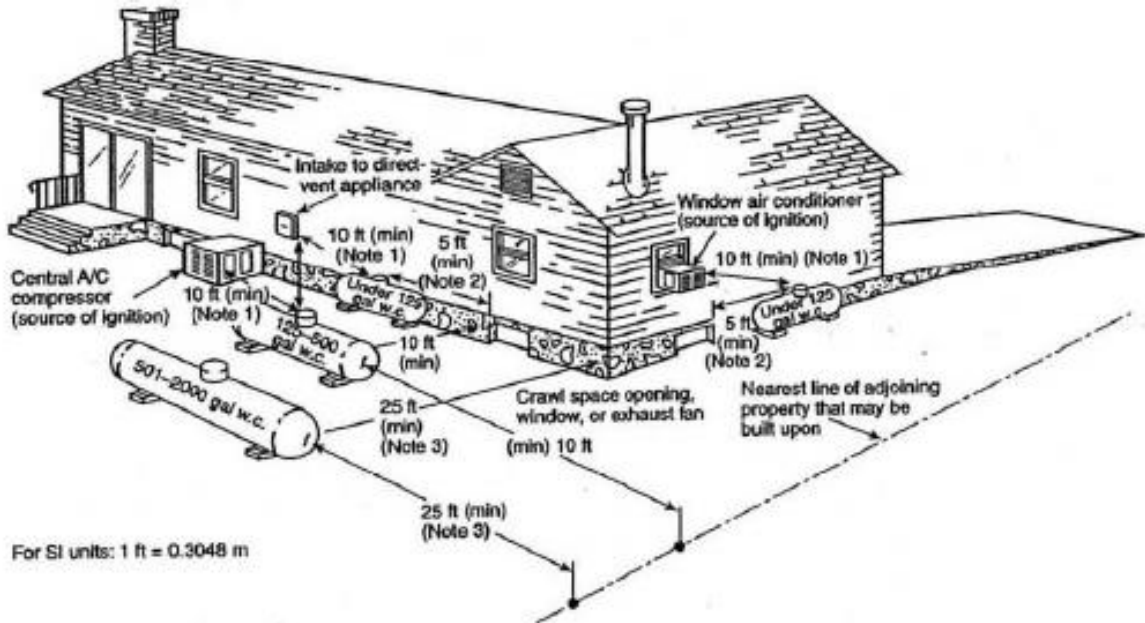 Intake to direct-
vent appliance
Window air conditioner
(source of ignition)
10 ft (min)
(Note 1)
5 ft
(min)
(Note 2)
10 ft (min) (Note 1)
Central A/C
compressor
(source of ignition)
10 ft (min)
(Note 1)
Under 125
gal w.c.
Under 125
gal w.c.
5 ft
(min)
(Note 2)
125–500
gal w.c.
10 ft
(min)
501–2000 gal w.c.
Crawl space opening,
window, or exhaust fan
Nearest line of adjoining
property that may be
built upon
25 ft
(min)
(Note 3)
(min) 10 ft
25 ft (min)
(Note 3)
For SI units: 1 ft = 0.3048 m